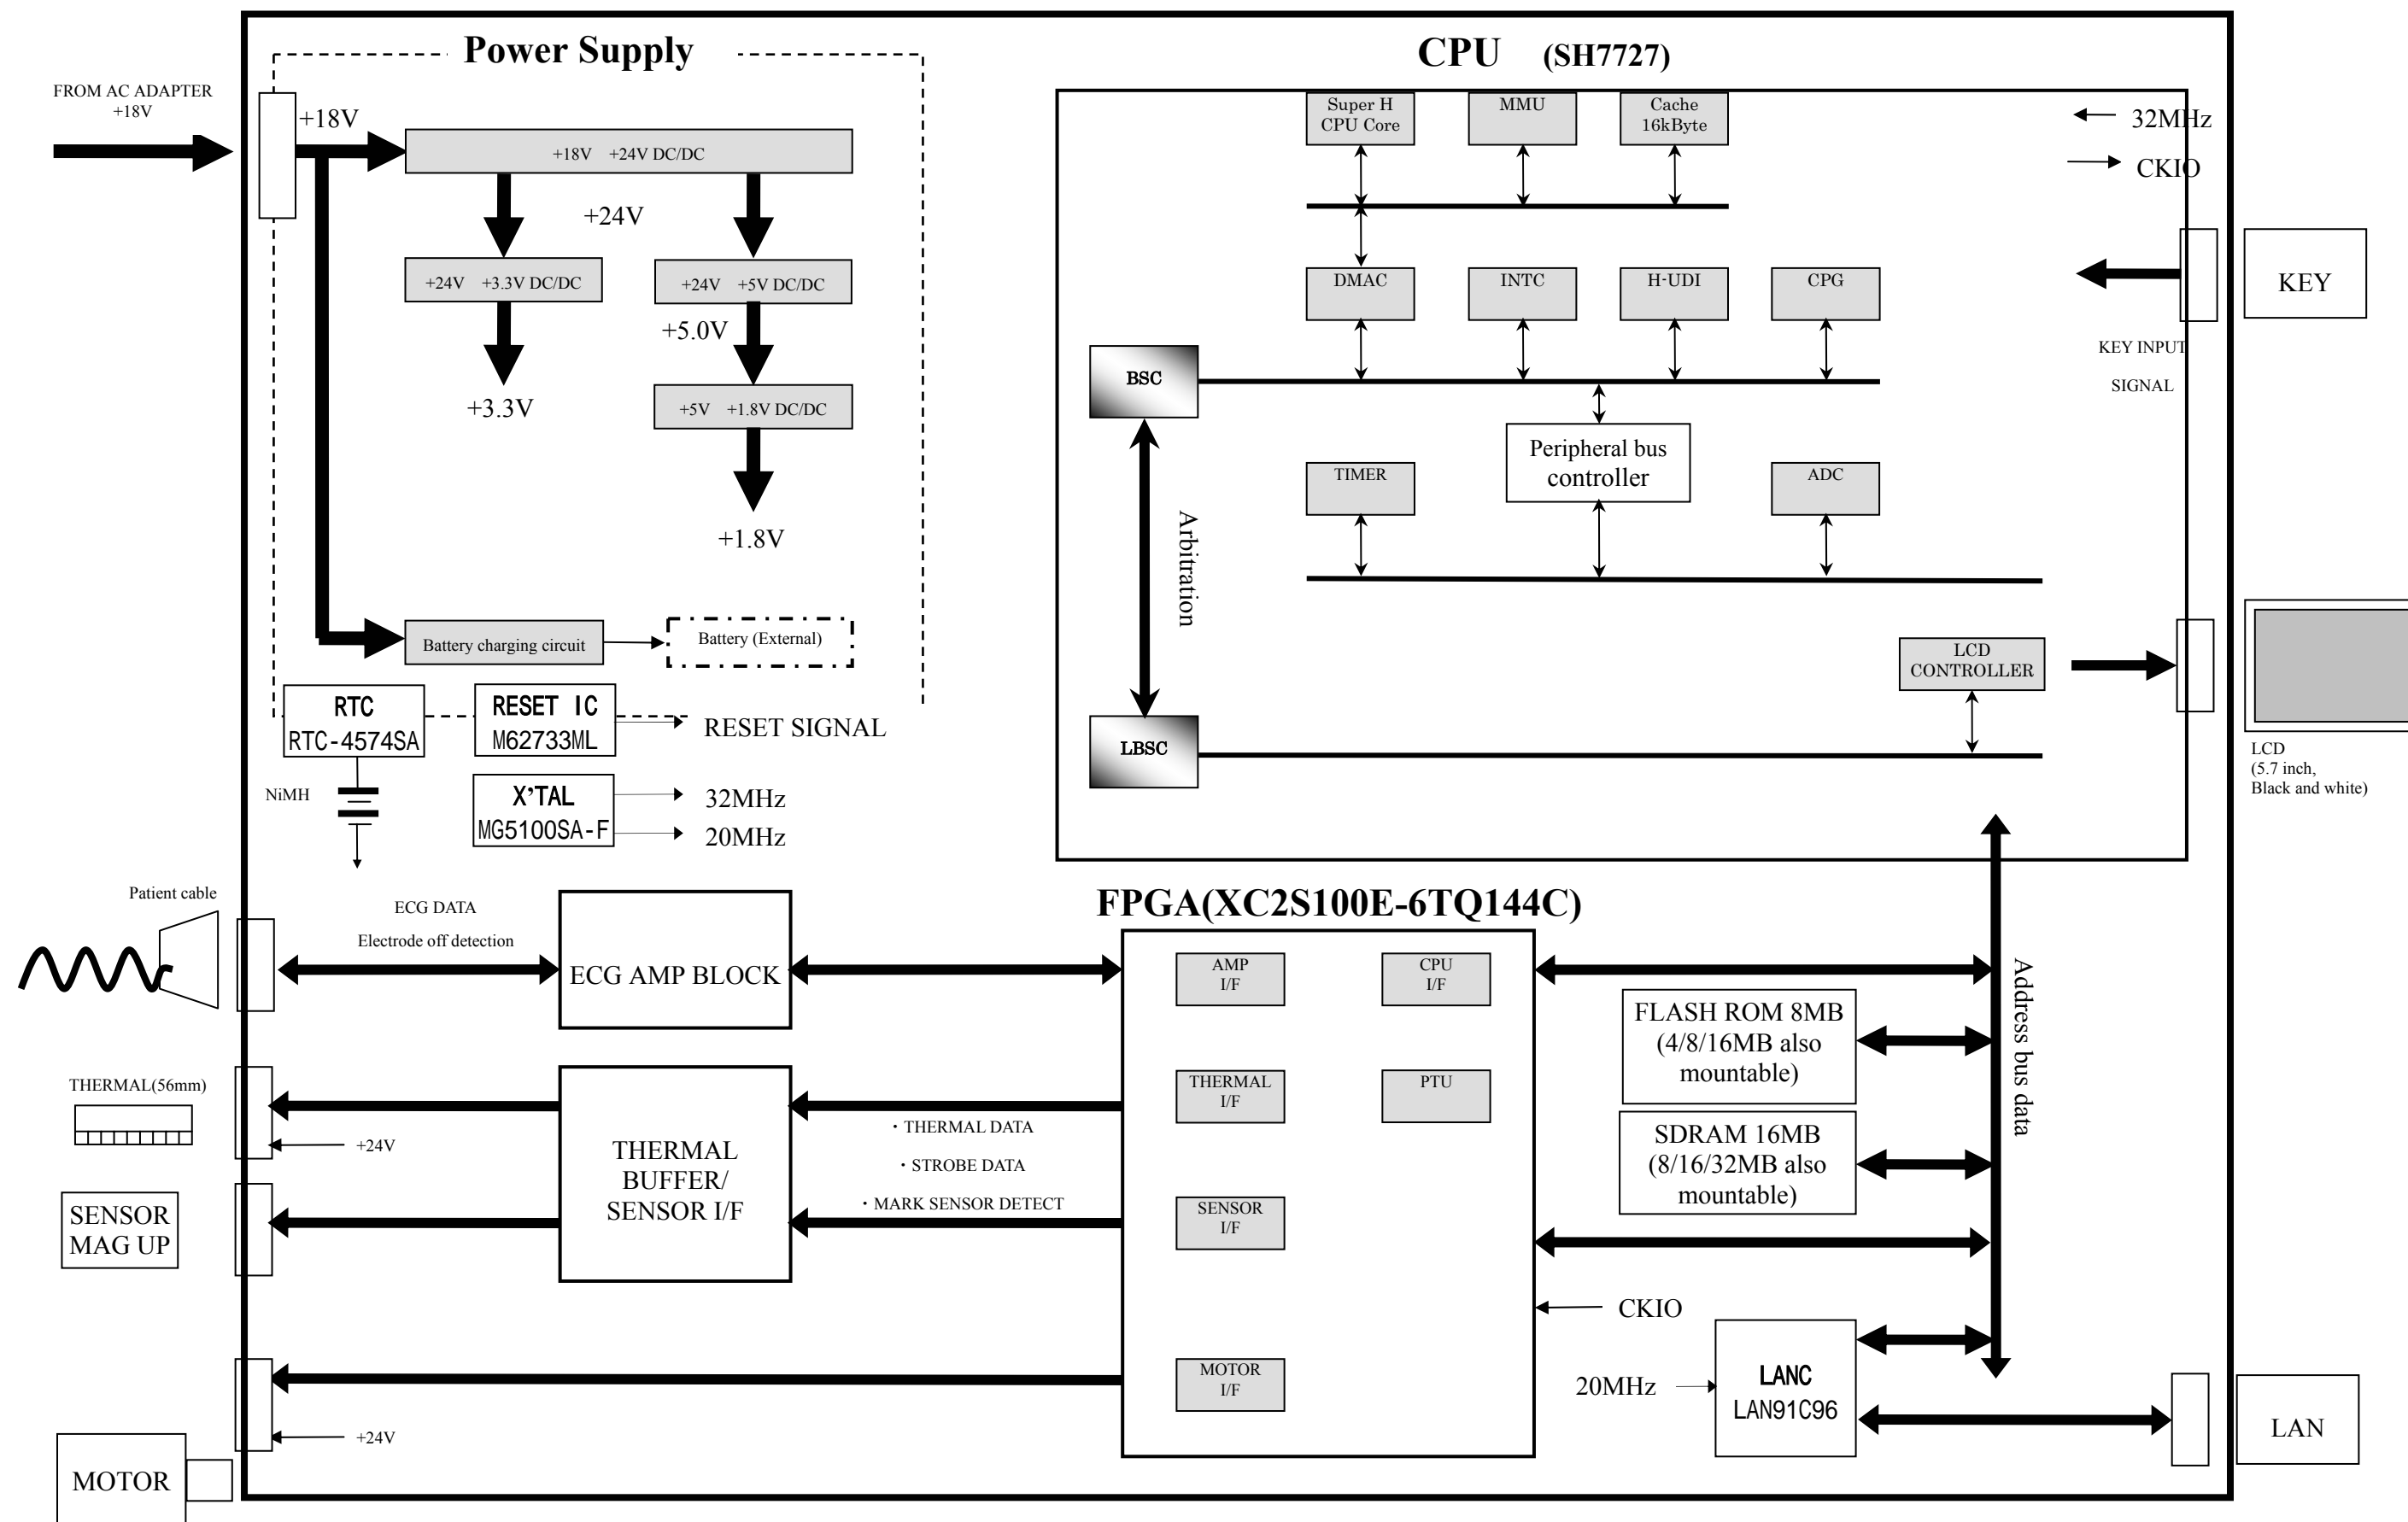 Power Supply
CPU (SH7727)
FROM AC ADAPTER
+18V
+18V
+18V +24V DC/DC
+24V
+24V +3.3V DC/DC
+24V +5V DC/DC
+5.0V
+3.3V
+5V +1.8V DC/DC
+1.8V
Battery charging circuit
Battery (External)
RTC
RTC-4574SA
RESET IC
M62733ML
RESET SIGNAL
NiMH
X'TAL
MG5100SA-F
32MHz
20MHz
Super H
CPU Core
MMU
Cache
16kByte
32MHz
CKIO
DMAC
INTC
H-UDI
CPG
KEY
KEY INPUT
SIGNAL
BSC
Peripheral bus
controller
TIMER
ADC
Arbitration
LCD
CONTROLLER
LBSC
LCD
(5.7 inch,
Black and white)
Patient cable
ECG DATA
Electrode off detection
ECG AMP BLOCK
FPGA(XC2S100E-6TQ144C)
AMP
I/F
CPU
I/F
THERMAL
I/F
PTU
SENSOR
I/F
MOTOR
I/F
FLASH ROM 8MB
(4/8/16MB also
mountable)
SDRAM 16MB
(8/16/32MB also
mountable)
Address bus data
THERMAL(56mm)
+24V
THERMAL
BUFFER/
SENSOR I/F
・THERMAL DATA
・STROBE DATA
・MARK SENSOR DETECT
SENSOR
MAG UP
CKIO
20MHz
LANC
LAN91C96
LAN
+24V
MOTOR